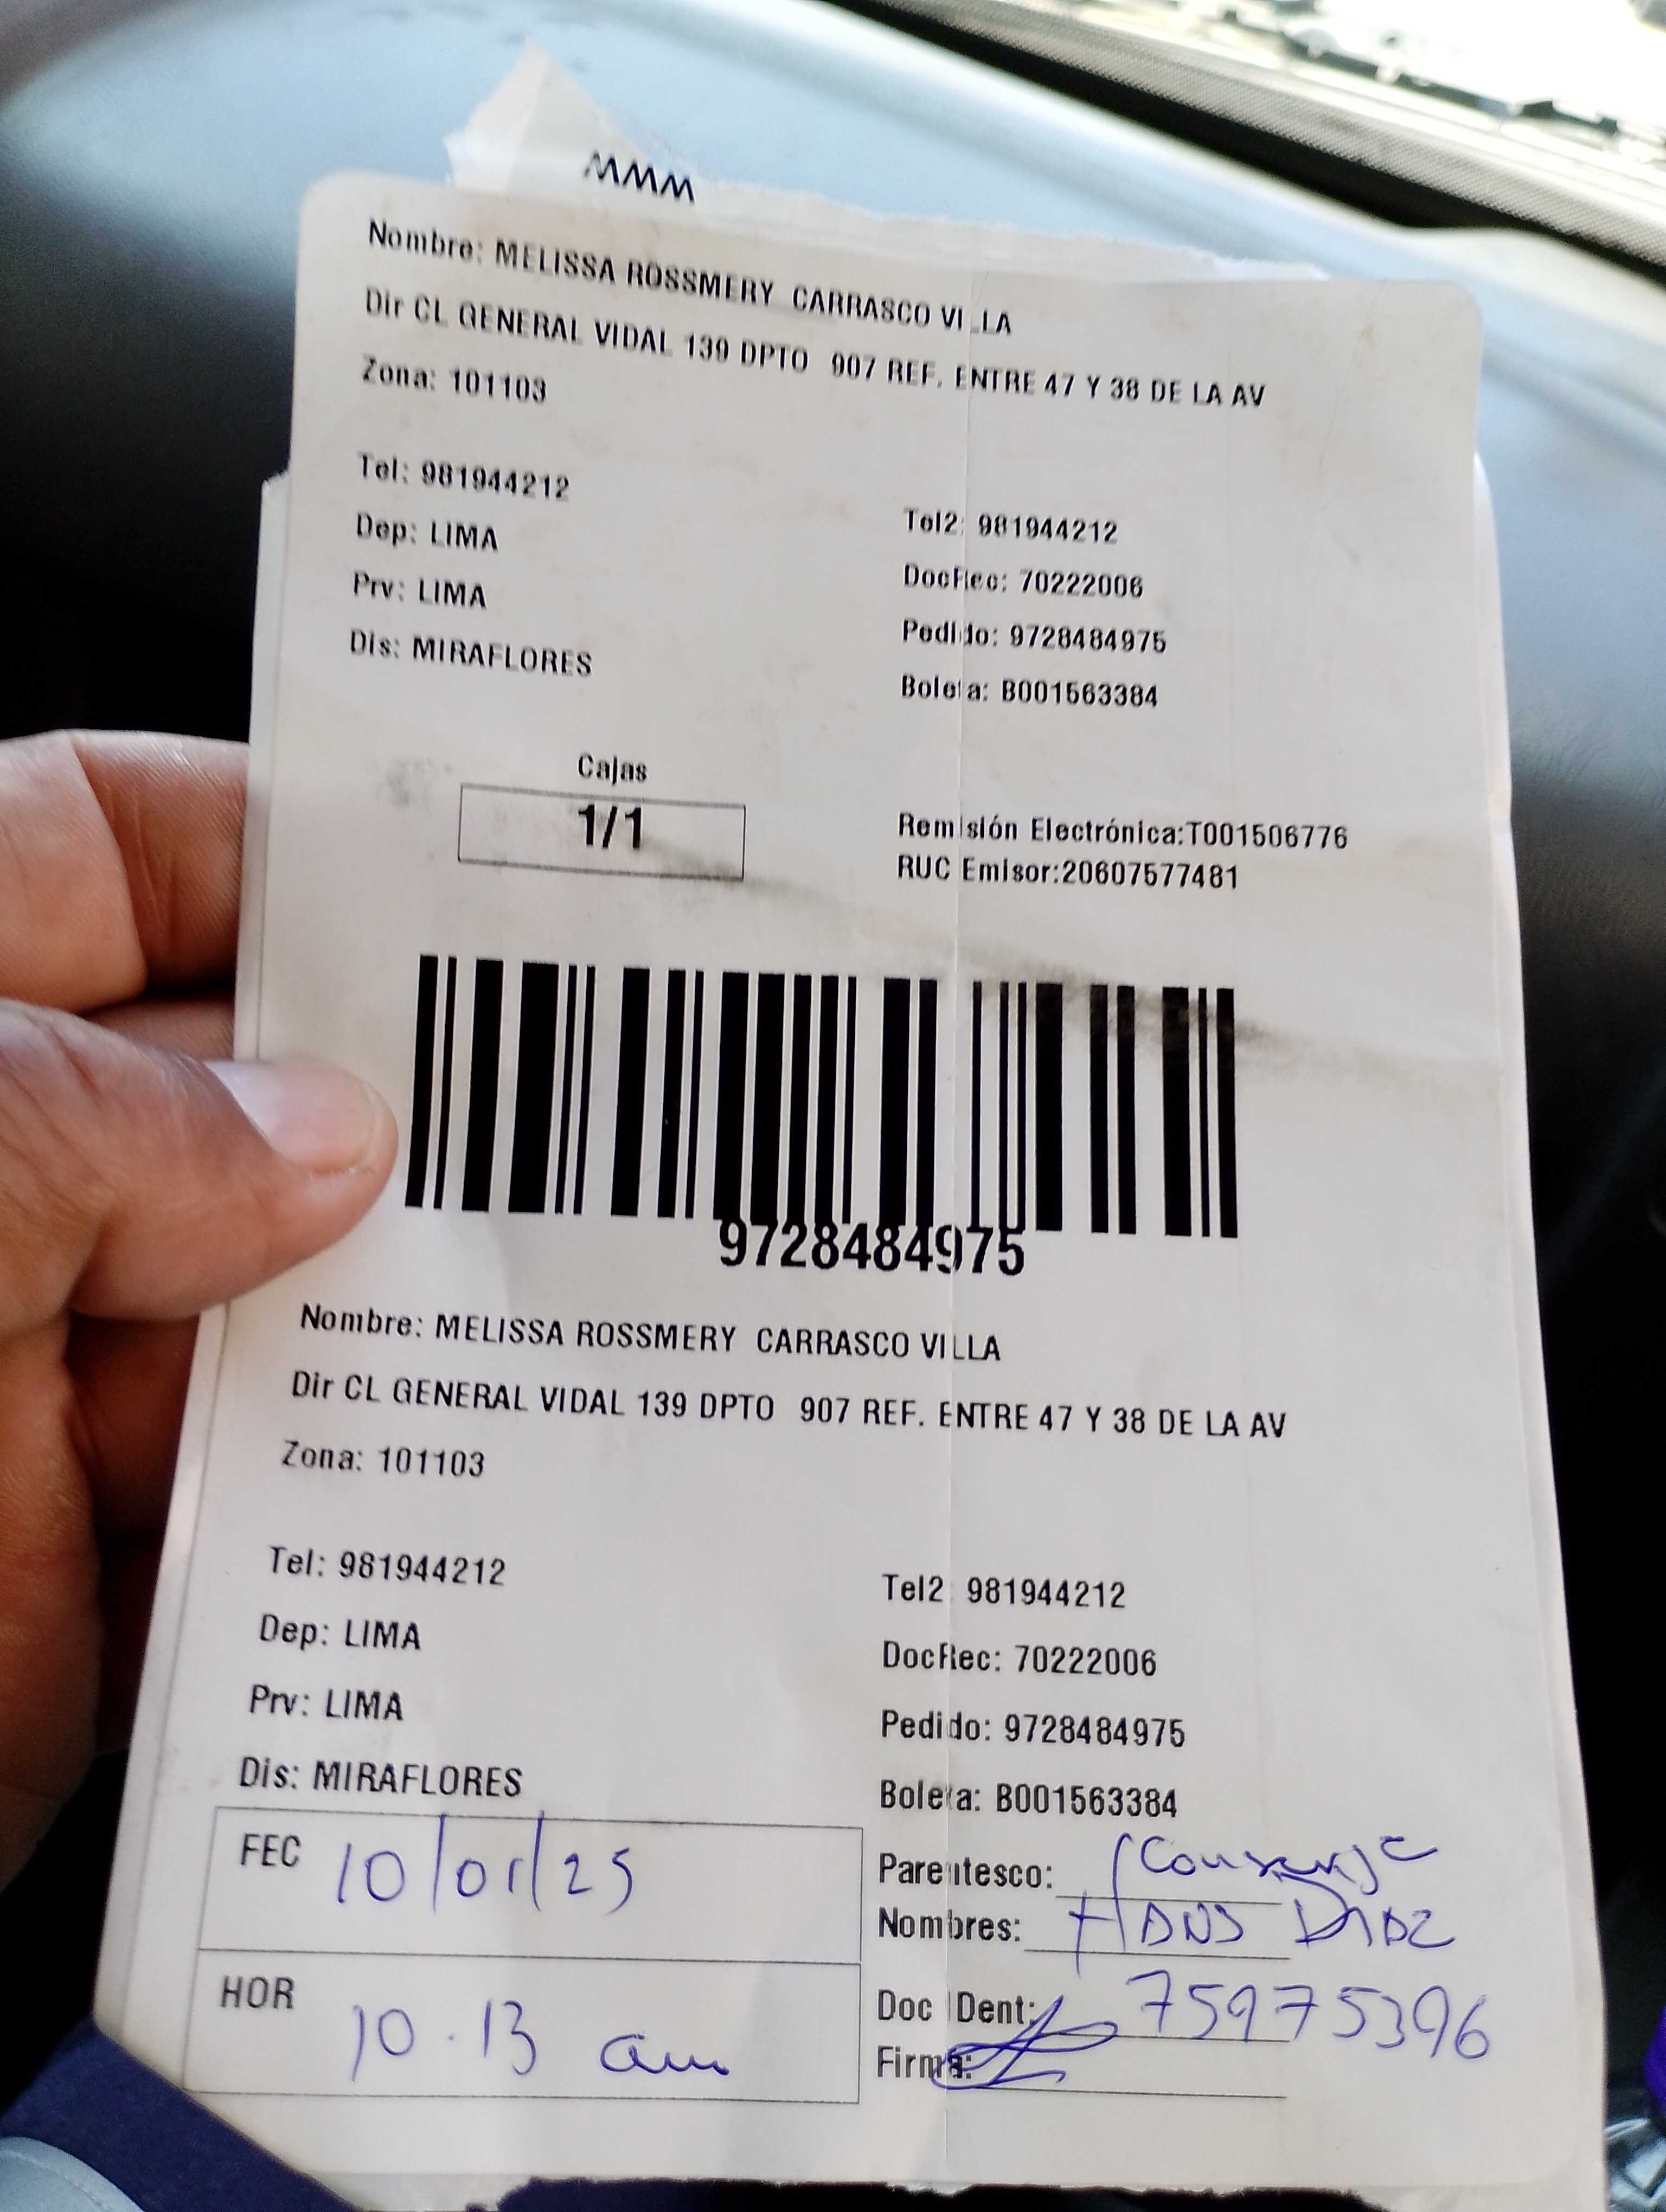 Nombre: MELISSA ROSSMERY CARRASCO VILLA
Dir CL GENERAL VIDAL 139 DPTO 907 REF. ENTRE 47 Y 38 DE LA AV
Zona: 101103
Tel: 981944212
Tel2: 981944212
Dep: LIMA
DocRec: 70222006
Prv: LIMA
Pedido: 9728484975
Dis: MIRAFLORES
Boleta: B001563384
Cajas
1/1
Remisión Electrónica:T001506776
RUC Emisor:20607577481
9728484975
Nombre: MELISSA ROSSMERY CARRASCO VILLA
Dir CL GENERAL VIDAL 139 DPTO 907 REF. ENTRE 47 Y 38 DE LA AV
Zona: 101103
Tel: 981944212
Tel2: 981944212
Dep: LIMA
DocRec: 70222006
Prv: LIMA
Pedido: 9728484975
Dis: MIRAFLORES
Boleta: B001563384
FEC 10/01/25
Parentesco: Conserje
Nombres: HANS DIAZ
HOR 10.13 am
Doc IDent: 75975396
Firma: